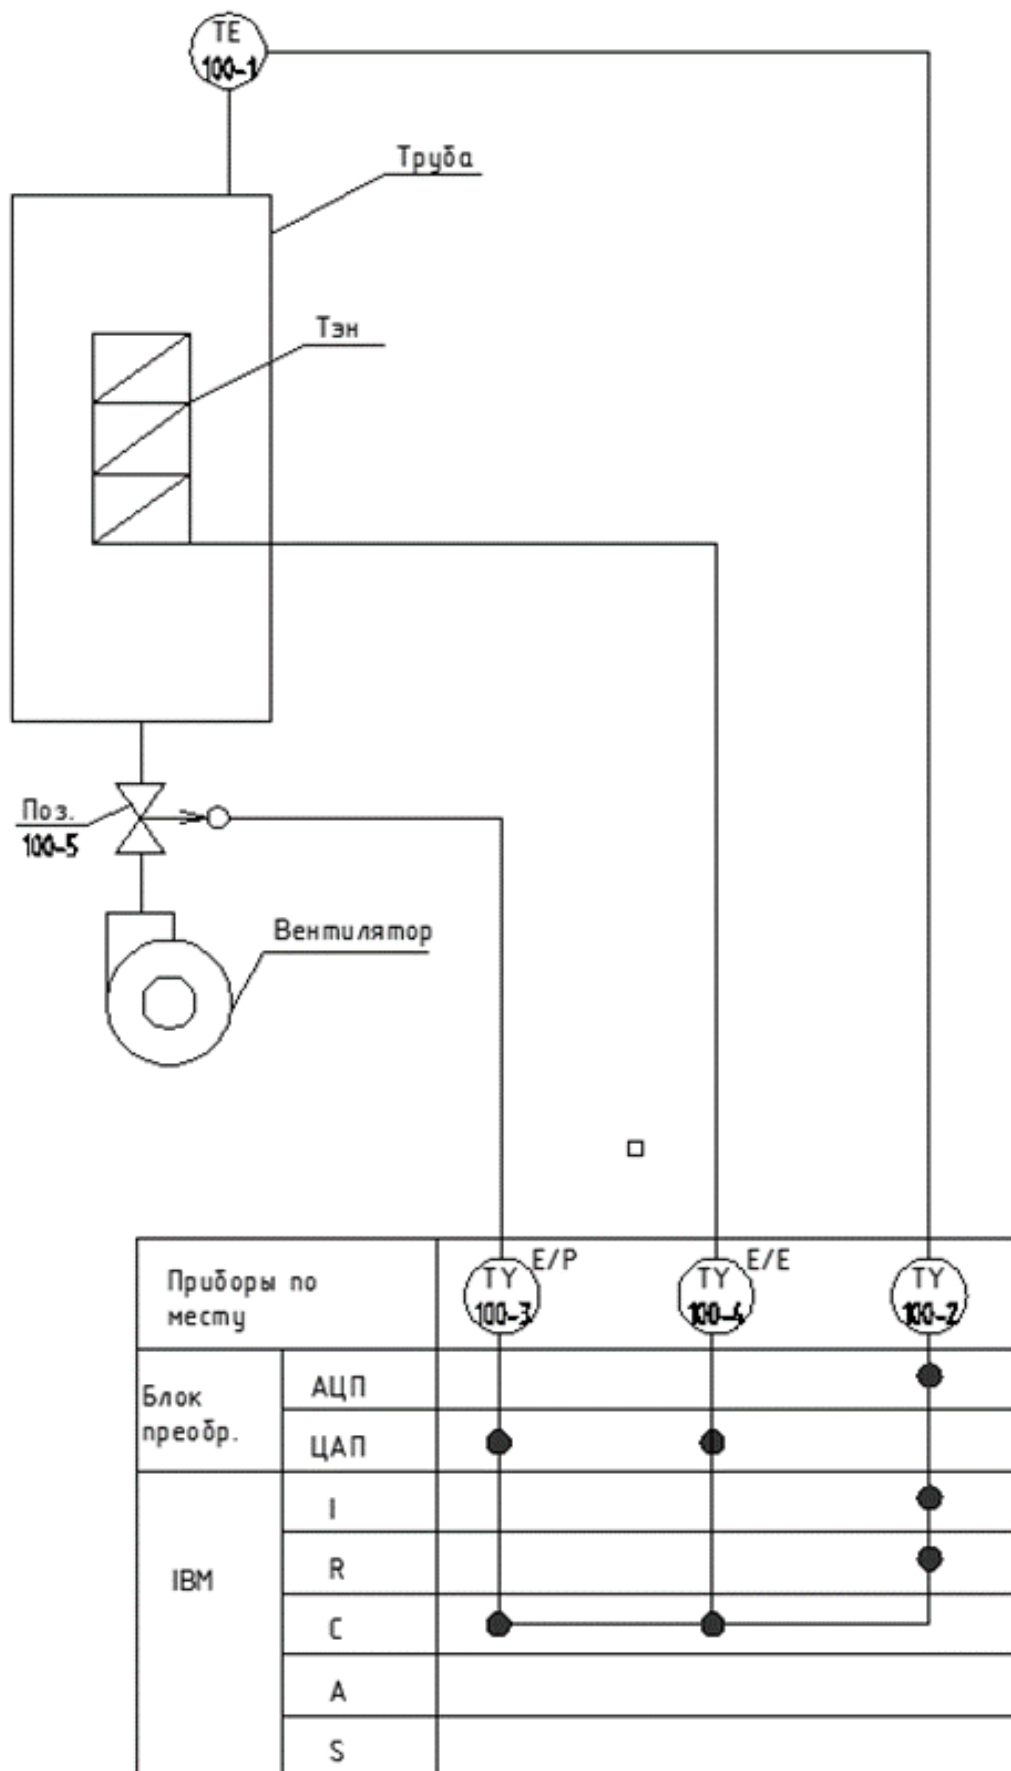 TE
100-1
Труба
Тэн
Поз.
100-5
Вентилятор
E/P
E/E
Приборы по
месту
TY
100-3
TY
100-4
TY
100-2
Блок
преобр.
АЦП
ЦАП
IBM
I
R
C
A
S